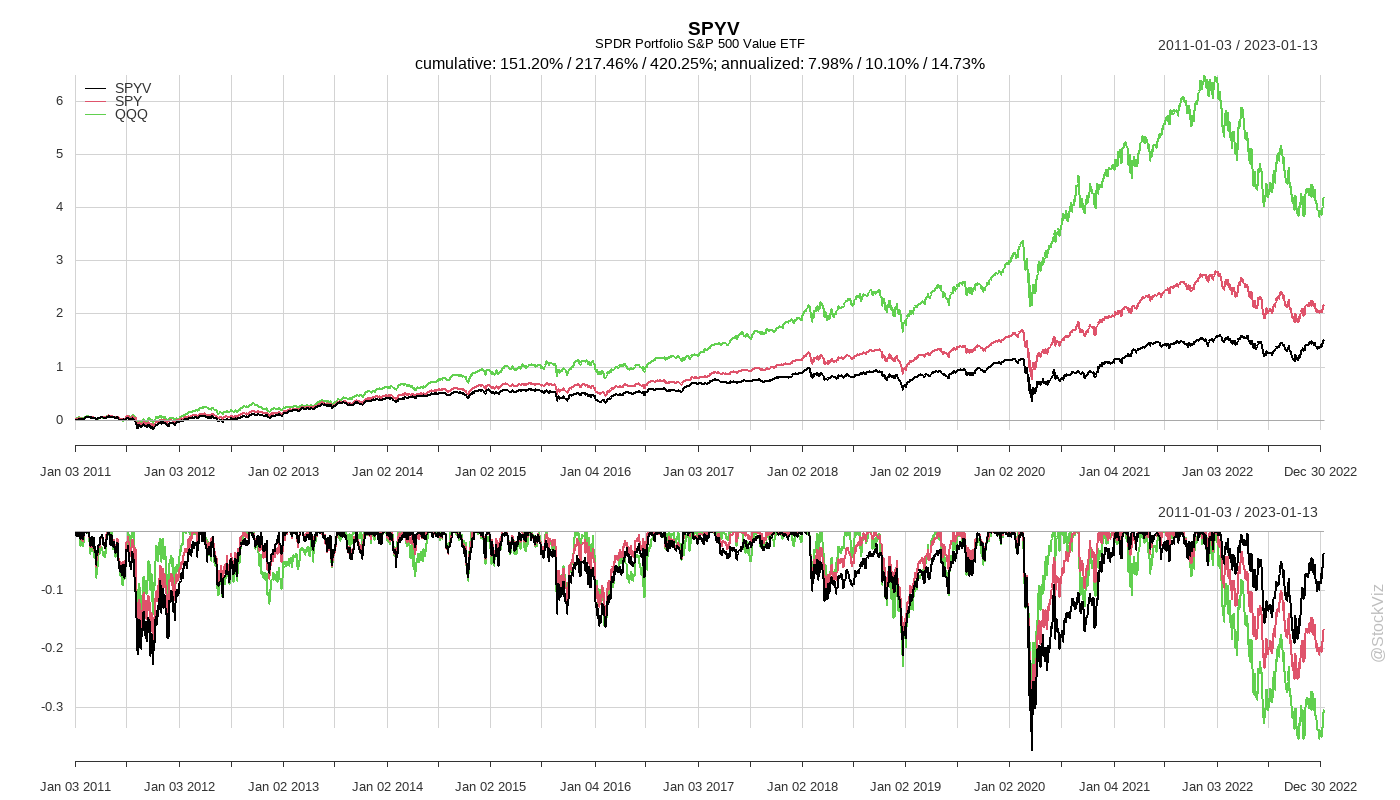 SPYV
SPDR Portfolio S&P 500 Value ETF
2011-01-03 / 2023-01-13
cumulative: 151.20% / 217.46% / 420.25%; annualized: 7.98% / 10.10% / 14.73%
SPYV
SPY
QQQ
6
5
4
3
2
1
0
Jan 03 2011 Jan 03 2012 Jan 02 2013 Jan 02 2014 Jan 02 2015 Jan 04 2016 Jan 03 2017 Jan 02 2018 Jan 02 2019 Jan 02 2020 Jan 04 2021 Jan 03 2022 Dec 30 2022
2011-01-03 / 2023-01-13
-0.1
-0.2
-0.3
Jan 03 2011 Jan 03 2012 Jan 02 2013 Jan 02 2014 Jan 02 2015 Jan 04 2016 Jan 03 2017 Jan 02 2018 Jan 02 2019 Jan 02 2020 Jan 04 2021 Jan 03 2022 Dec 30 2022
@StockViz